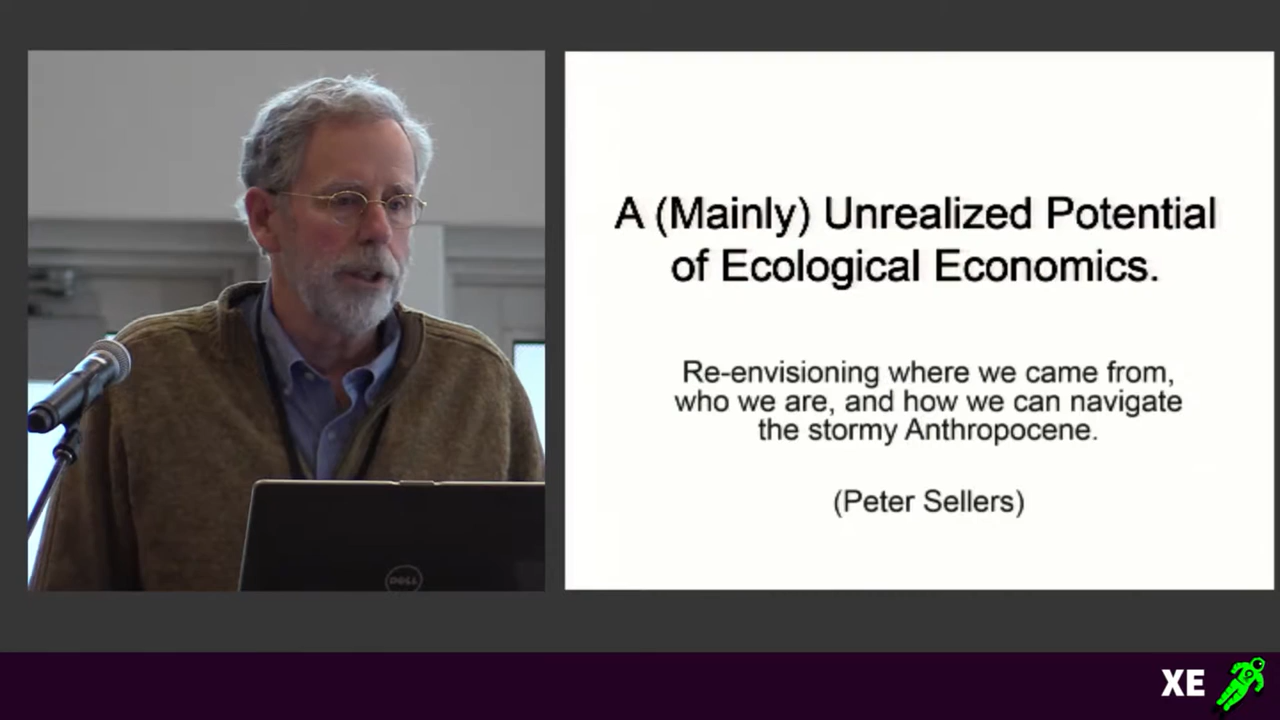 A (Mainly) Unrealized Potential
of Ecological Economics.
Re-envisioning where we came from,
who we are, and how we can navigate
the stormy Anthropocene.
(Peter Sellers)
DELL
XE